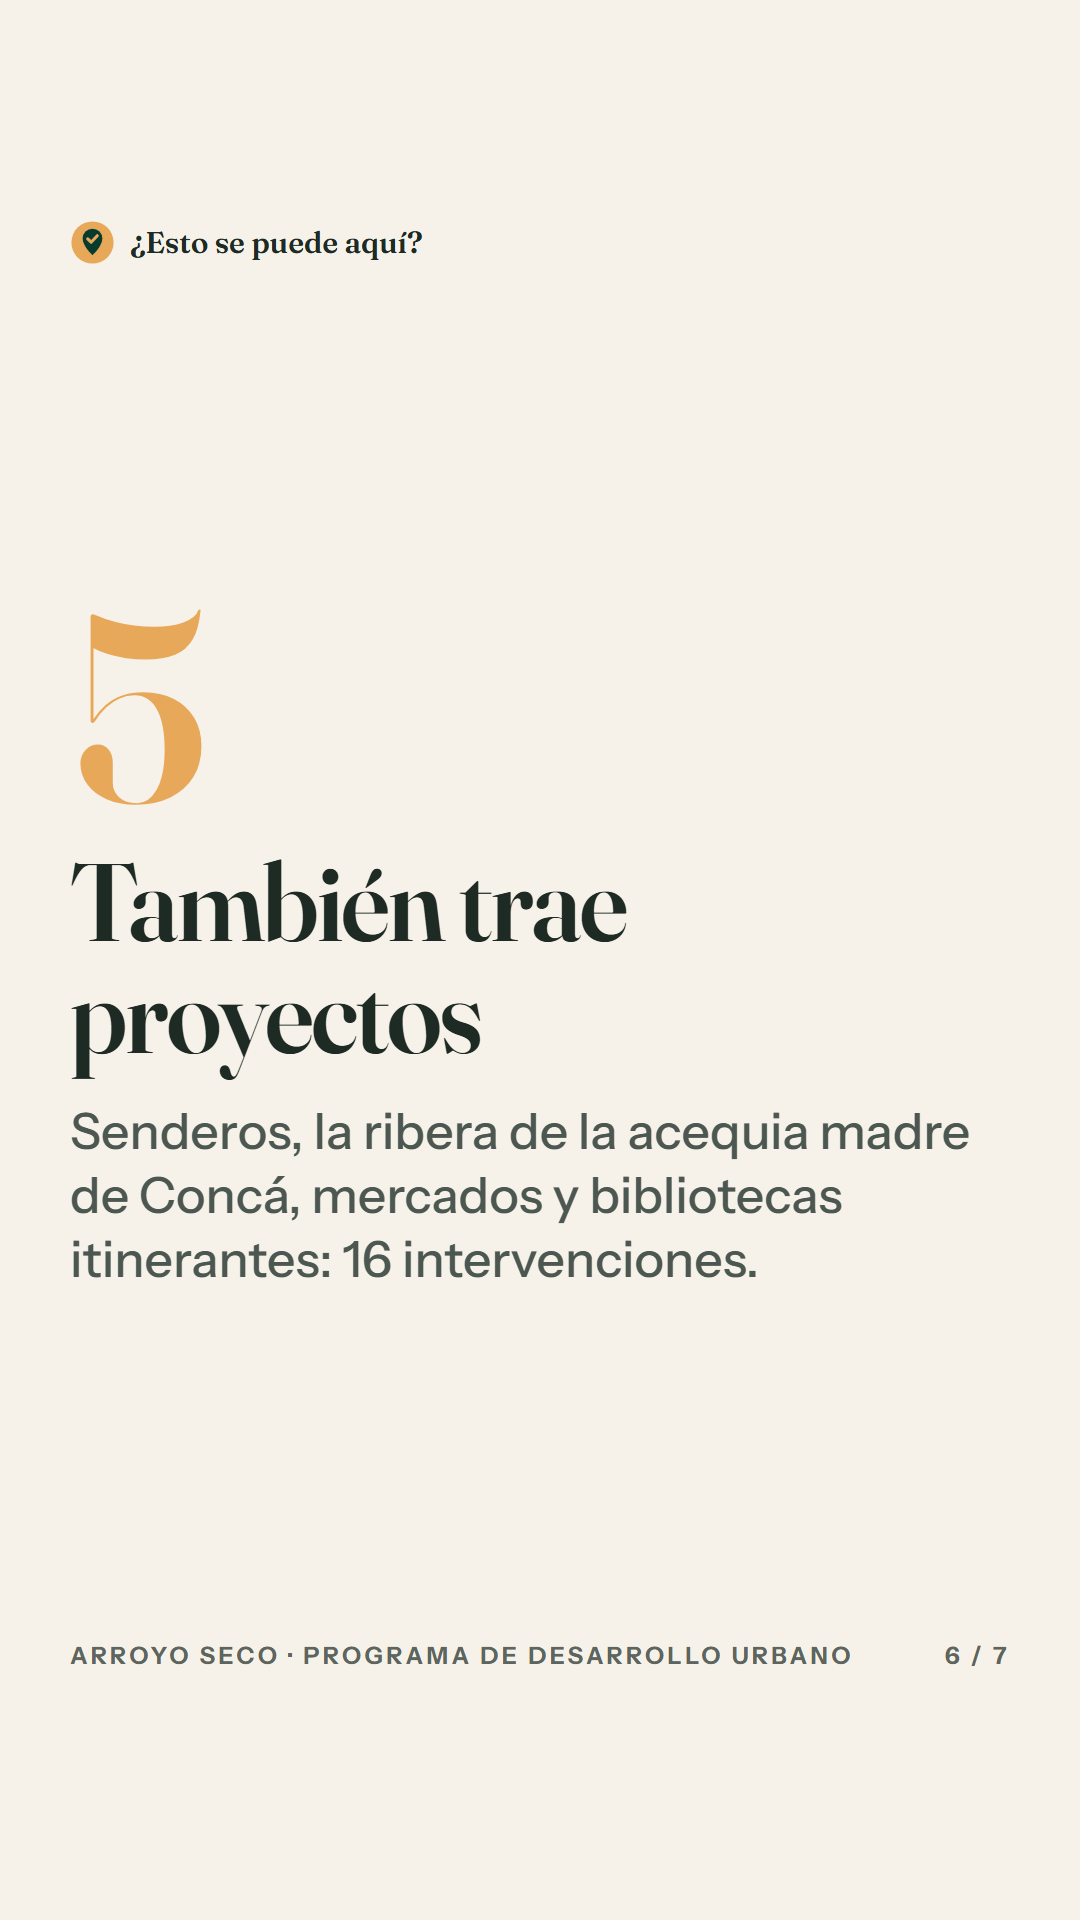 ¿Esto se puede aquí?
5
También trae
proyectos
Senderos, la ribera de la acequia madre
de Concá, mercados y bibliotecas
itinerantes: 16 intervenciones.
ARROYO SECO · PROGRAMA DE DESARROLLO URBANO 6 / 7